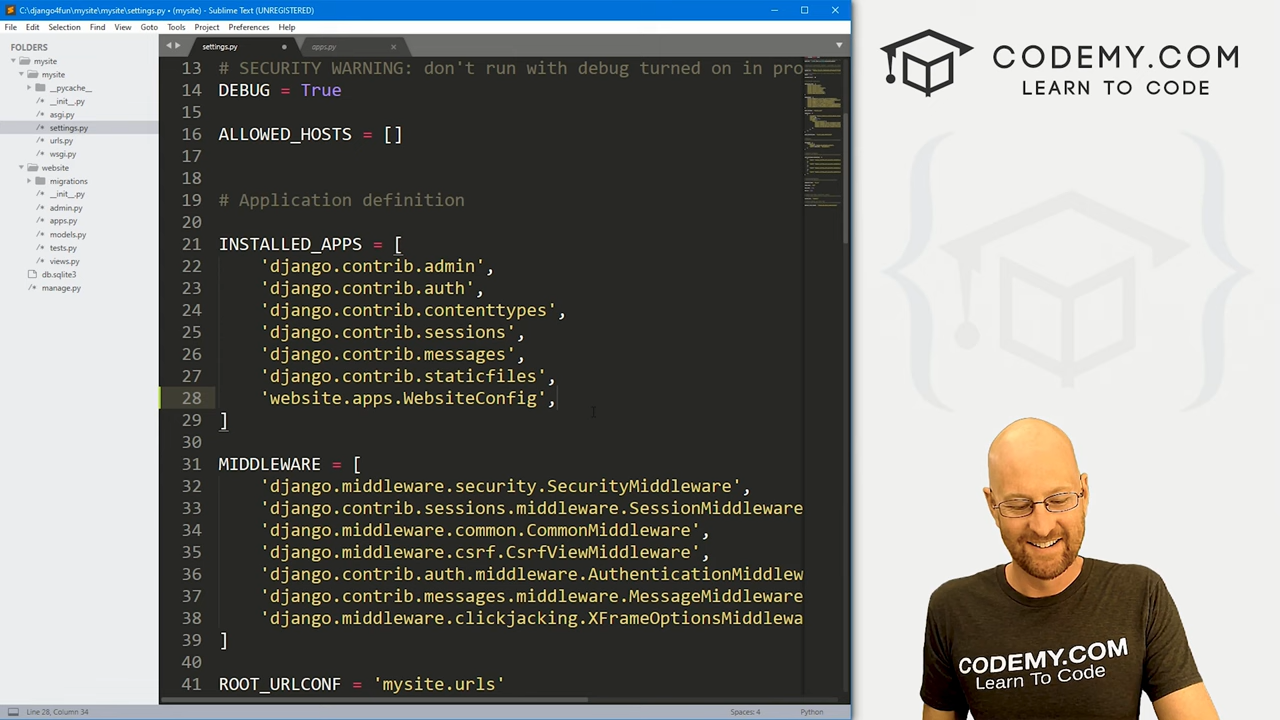 C:\django4fun\mysite\mysite\settings.py • (mysite) - Sublime Text (UNREGISTERED)
File Edit Selection Find View Goto Tools Project Preferences Help
FOLDERS
mysite
mysite
__pycache__
__init__.py
asgi.py
settings.py
urls.py
wsgi.py
website
migrations
__init__.py
admin.py
apps.py
models.py
tests.py
views.py
db.sqlite3
manage.py
settings.py
apps.py
13 # SECURITY WARNING: don't run with debug turned on in pro
14 DEBUG = True
15
16 ALLOWED_HOSTS = []
17
18
19 # Application definition
20
21 INSTALLED_APPS = [
22     'django.contrib.admin',
23     'django.contrib.auth',
24     'django.contrib.contenttypes',
25     'django.contrib.sessions',
26     'django.contrib.messages',
27     'django.contrib.staticfiles',
28     'website.apps.WebsiteConfig',
29 ]
30
31 MIDDLEWARE = [
32     'django.middleware.security.SecurityMiddleware',
33     'django.contrib.sessions.middleware.SessionMiddleware
34     'django.middleware.common.CommonMiddleware',
35     'django.middleware.csrf.CsrfViewMiddleware',
36     'django.contrib.auth.middleware.AuthenticationMiddlew
37     'django.contrib.messages.middleware.MessageMiddleware
38     'django.middleware.clickjacking.XFrameOptionsMiddlewa
39 ]
40
41 ROOT_URLCONF = 'mysite.urls'
Line 28, Column 34
Spaces: 4
Python
CODEMY.COM
LEARN TO CODE
CODEMY.COM
Learn To Code